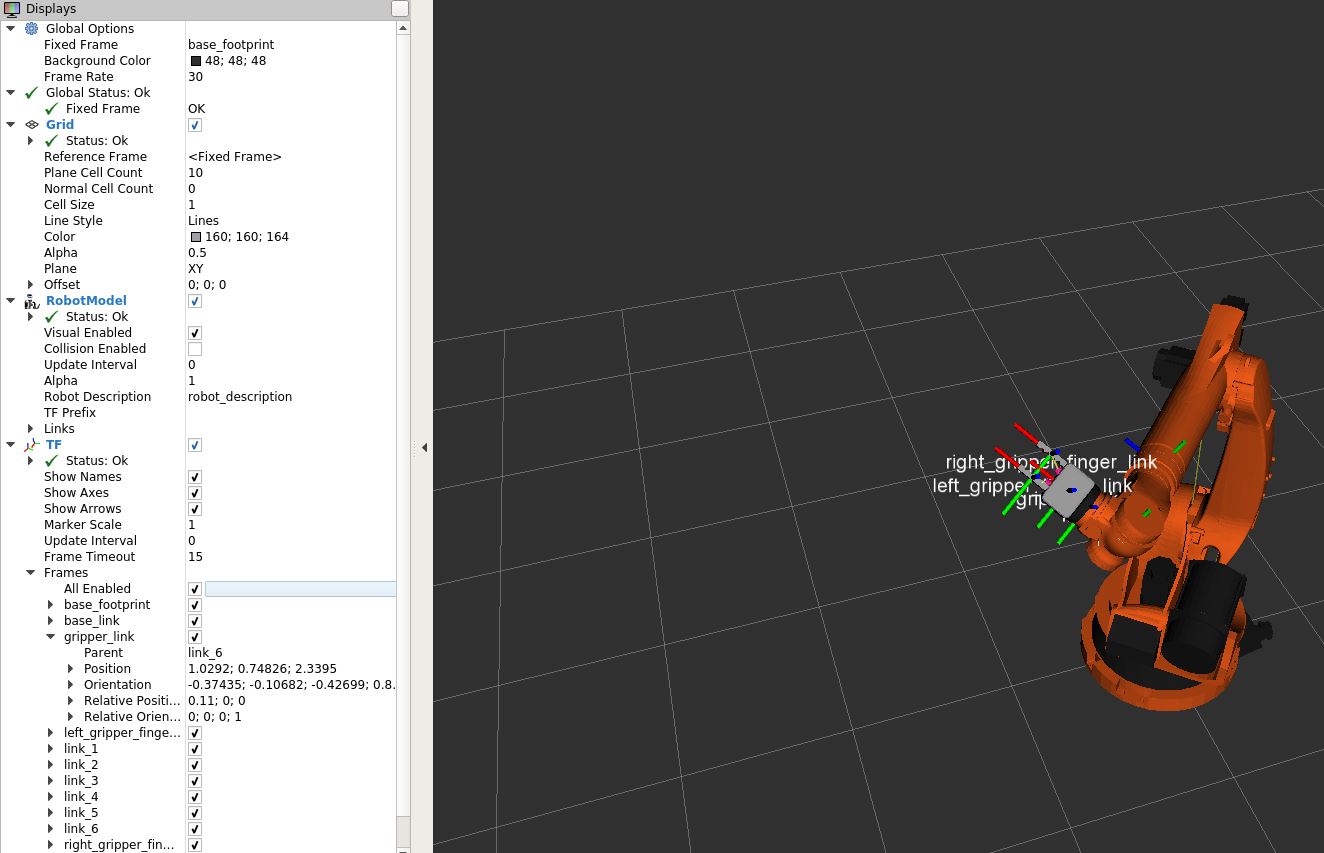 Displays
Global Options
Fixed Frame base_footprint
Background Color 48; 48; 48
Frame Rate 30
Global Status: Ok
Fixed Frame OK
Grid
Status: Ok
Reference Frame <Fixed Frame>
Plane Cell Count 10
Normal Cell Count 0
Cell Size 1
Line Style Lines
Color 160; 160; 164
Alpha 0.5
Plane XY
Offset 0; 0; 0
RobotModel
Status: Ok
Visual Enabled
Collision Enabled
Update Interval 0
Alpha 1
Robot Description robot_description
TF Prefix
Links
TF
Status: Ok
Show Names
Show Axes
Show Arrows
Marker Scale 1
Update Interval 0
Frame Timeout 15
Frames
All Enabled
base_footprint
base_link
gripper_link
Parent link_6
Position 1.0292; 0.74826; 2.3395
Orientation -0.37435; -0.10682; -0.42699; 0.8...
Relative Positi... 0.11; 0; 0
Relative Orien... 0; 0; 0; 1
left_gripper_finge...
link_1
link_2
link_3
link_4
link_5
link_6
right_gripper_fin...
right_gripper_finger_link
left_gripper link
grip